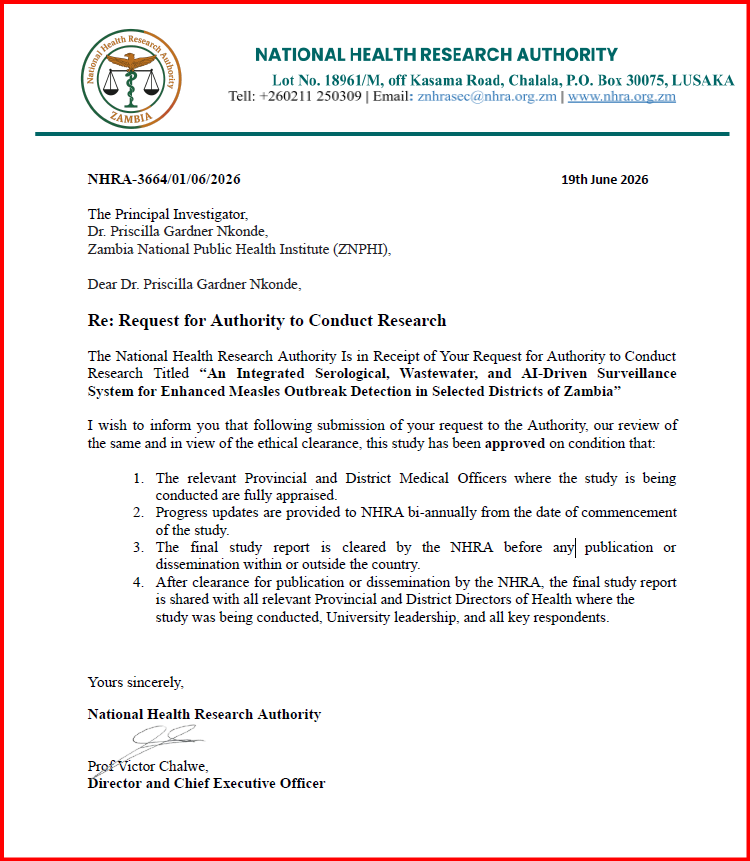 National Health Research Authority
ZAMBIA
NATIONAL HEALTH RESEARCH AUTHORITY
Lot No. 18961/M, off Kasama Road, Chalala, P.O. Box 30075, LUSAKA
Tell: +260211 250309 | Email: znhrasec@nhra.org.zm | www.nhra.org.zm
NHRA-3664/01/06/2026 19th June 2026
The Principal Investigator,
Dr. Priscilla Gardner Nkonde,
Zambia National Public Health Institute (ZNPHI),
Dear Dr. Priscilla Gardner Nkonde,
Re: Request for Authority to Conduct Research
The National Health Research Authority Is in Receipt of Your Request for Authority to Conduct
Research Titled “An Integrated Serological, Wastewater, and AI-Driven Surveillance
System for Enhanced Measles Outbreak Detection in Selected Districts of Zambia”
I wish to inform you that following submission of your request to the Authority, our review of
the same and in view of the ethical clearance, this study has been approved on condition that:
1. The relevant Provincial and District Medical Officers where the study is being
conducted are fully appraised.
2. Progress updates are provided to NHRA bi-annually from the date of commencement
of the study.
3. The final study report is cleared by the NHRA before any publication or
dissemination within or outside the country.
4. After clearance for publication or dissemination by the NHRA, the final study report
is shared with all relevant Provincial and District Directors of Health where the
study was being conducted, University leadership, and all key respondents.
Yours sincerely,
National Health Research Authority
Prof Victor Chalwe,
Director and Chief Executive Officer